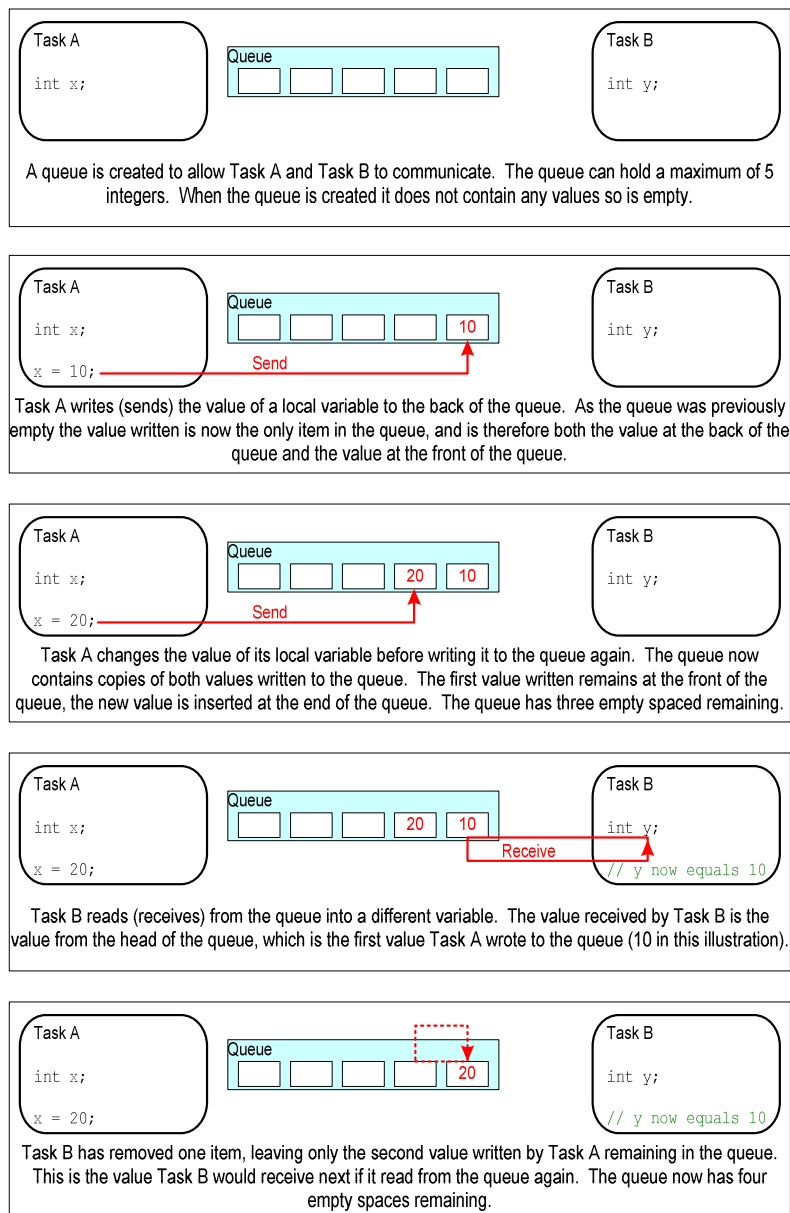 Task A
int x;
Queue
Task B
int y;
A queue is created to allow Task A and Task B to communicate. The queue can hold a maximum of 5
integers. When the queue is created it does not contain any values so is empty.
Task A
int x;
x = 10;
Queue
10
Send
Task B
int y;
Task A writes (sends) the value of a local variable to the back of the queue. As the queue was previously
empty the value written is now the only item in the queue, and is therefore both the value at the back of the
queue and the value at the front of the queue.
Task A
int x;
x = 20;
Queue
20 10
Send
Task B
int y;
Task A changes the value of its local variable before writing it to the queue again. The queue now
contains copies of both values written to the queue. The first value written remains at the front of the
queue, the new value is inserted at the end of the queue. The queue has three empty spaced remaining.
Task A
int x;
x = 20;
Queue
20 10
Receive
Task B
int y;
// y now equals 10
Task B reads (receives) from the queue into a different variable. The value received by Task B is the
value from the head of the queue, which is the first value Task A wrote to the queue (10 in this illustration).
Task A
int x;
x = 20;
Queue
20
Task B
int y;
// y now equals 10
Task B has removed one item, leaving only the second value written by Task A remaining in the queue.
This is the value Task B would receive next if it read from the queue again. The queue now has four
empty spaces remaining.